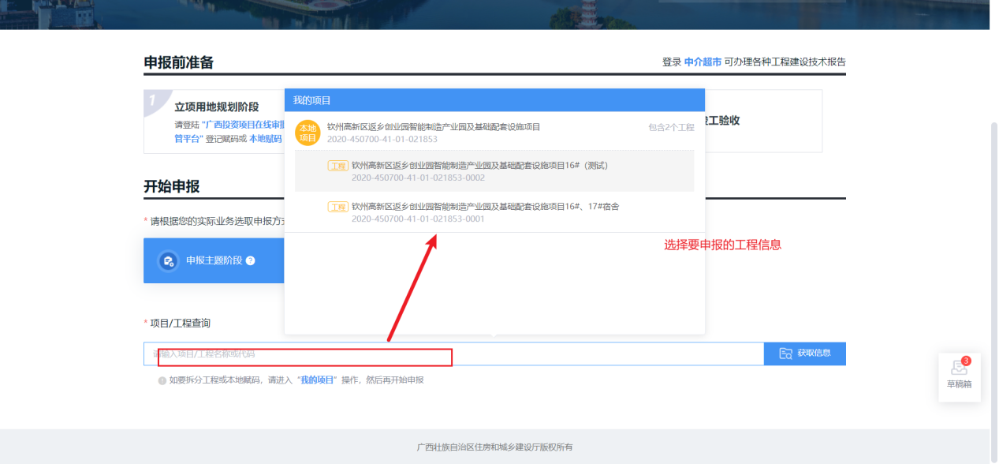 申报前准备
登录 中介超市 可办理各种工程建设技术报告
1
立项用地规划阶段
请登陆 "广西投资项目在线审批
管平台" 登记赋码或 本地赋码
工验收
我的项目
本地
项目
钦州高新区返乡创业园智能制造产业园及基础配套设施项目
包含2个工程
2020-450700-41-01-021853
工程 钦州高新区返乡创业园智能制造产业园及基础配套设施项目16#（测试）
2020-450700-41-01-021853-0002
工程 钦州高新区返乡创业园智能制造产业园及基础配套设施项目16#、17#宿舍
2020-450700-41-01-021853-0001
选择要申报的工程信息
开始申报
* 请根据您的实际业务选取申报方
申报主题阶段 ?
* 项目/工程查询
请输入项目/工程名称或代码
获取信息
! 如要拆分工程或本地赋码，请进入 "我的项目" 操作，然后再开始申报
3
草稿箱
广西壮族自治区住房和城乡建设厅版权所有